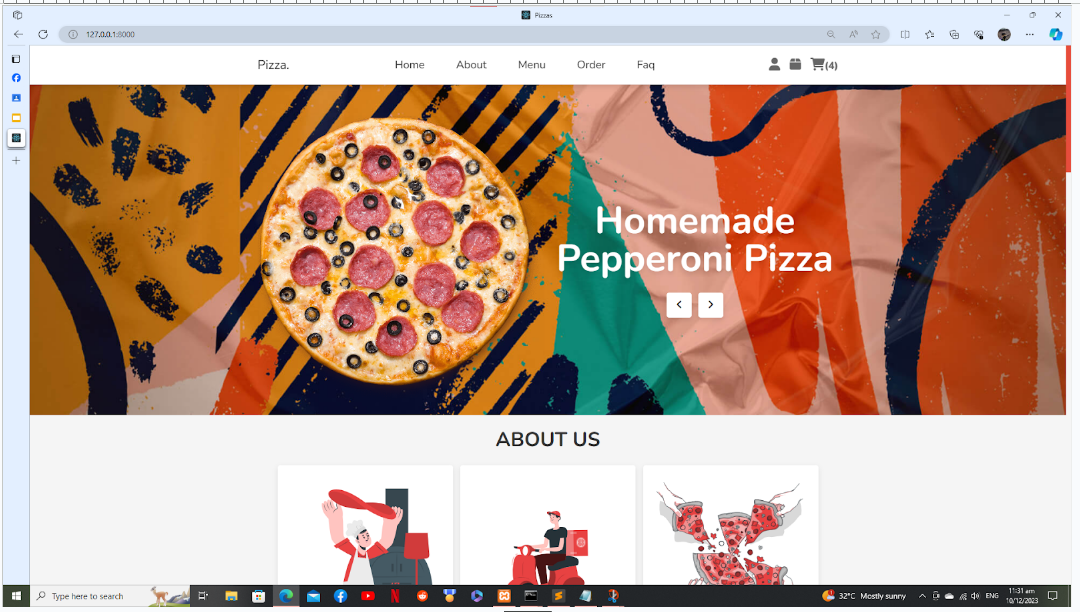 Pizzas
127.0.0.1:8000
Pizza.
Home
About
Menu
Order
Faq
(4)
Homemade
Pepperoni Pizza
ABOUT US
Type here to search
32°C Mostly sunny
ENG
11:31 am
10/12/2023